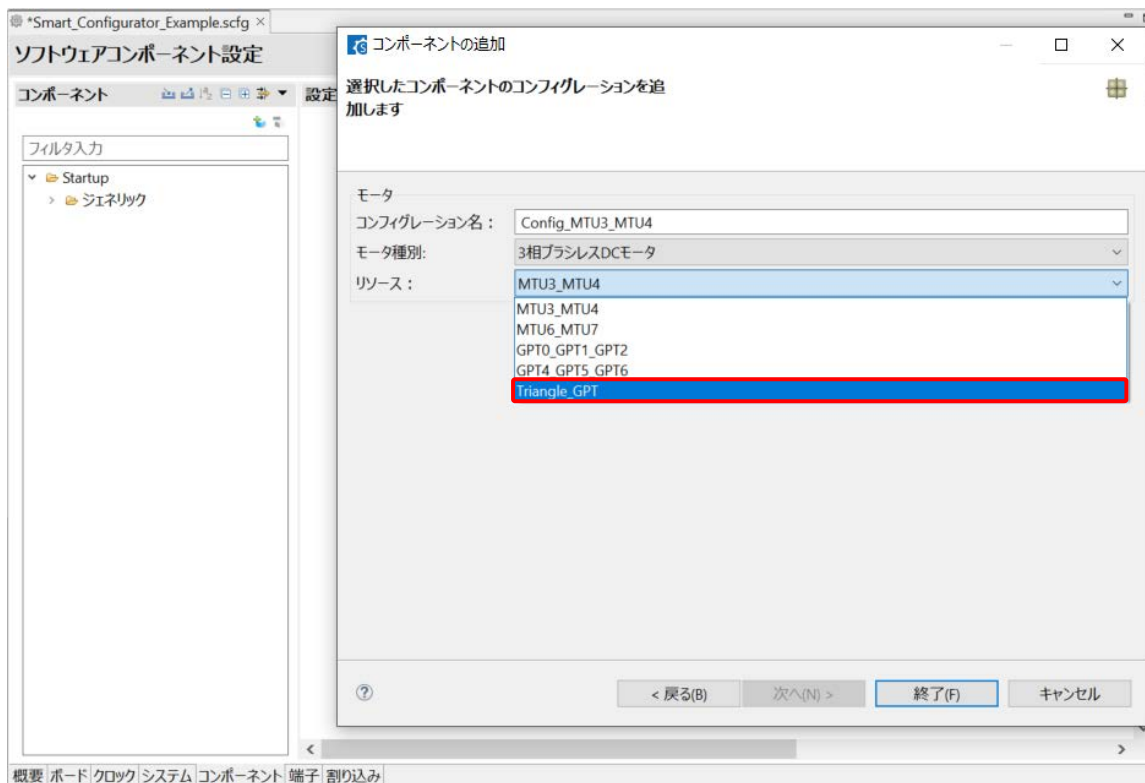 *Smart_Configurator_Example.scfg
ソフトウェアコンポーネント設定
コンポーネント
設定
フィルタ入力
Startup
ジェネリック
コンポーネントの追加
選択したコンポーネントのコンフィグレーションを追
加します
モータ
コンフィグレーション名：
Config_MTU3_MTU4
モータ種別:
3相ブラシレスDCモータ
リソース：
MTU3_MTU4
MTU3_MTU4
MTU6_MTU7
GPT0_GPT1_GPT2
GPT4_GPT5_GPT6
Triangle_GPT
< 戻る(B)
次へ(N) >
終了(F)
キャンセル
概要 ボード クロック システム コンポーネント 端子 割り込み